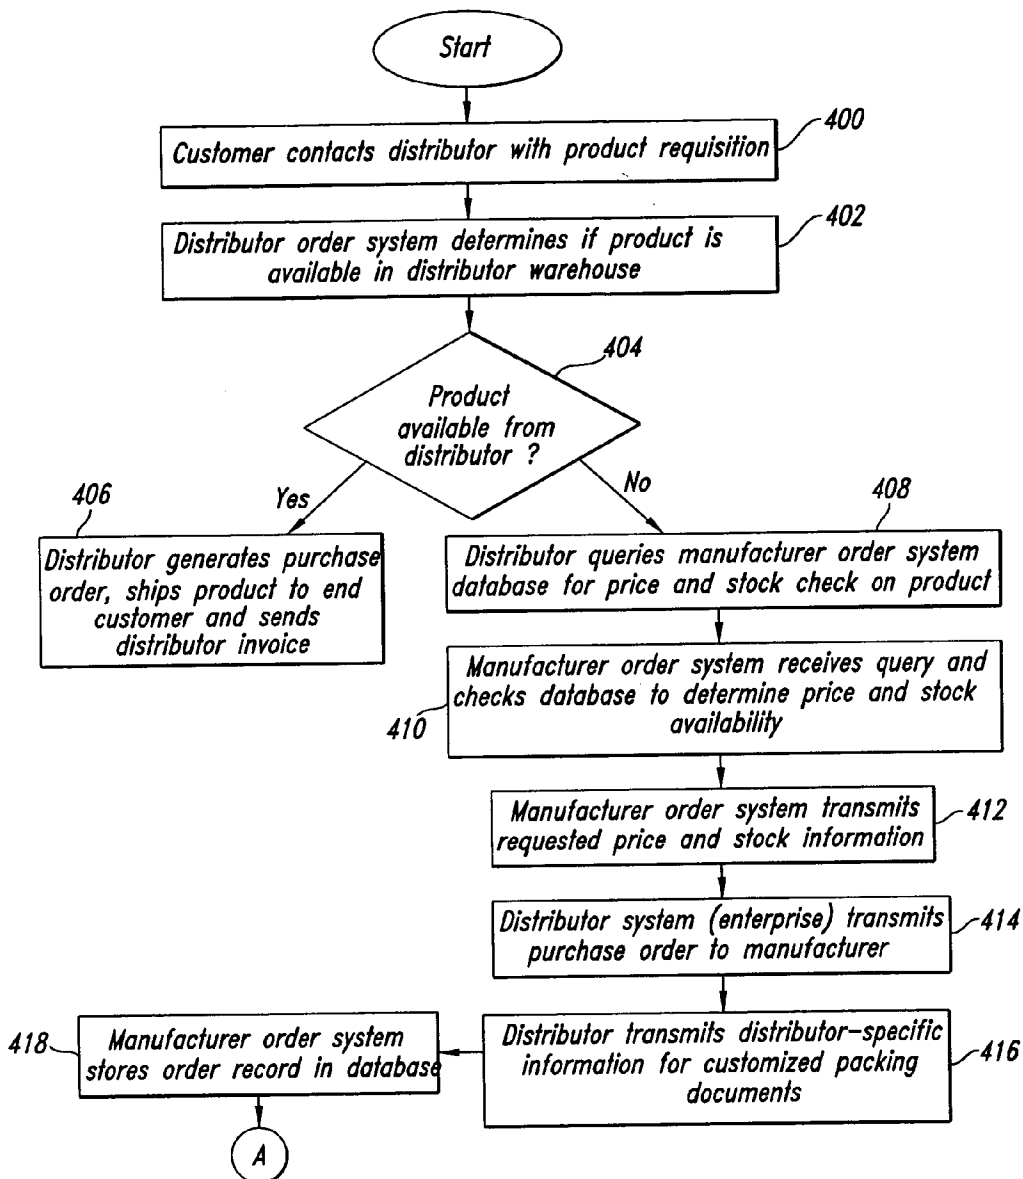 Start
400
Customer contacts distributor with product requisition
402
Distributor order system determines if product is
available in distributor warehouse
404
Product
available from
distributor ?
406
Yes
No
408
Distributor generates purchase
order, ships product to end
customer and sends
distributor invoice
Distributor queries manufacturer order system
database for price and stock check on product
Manufacturer order system receives query and
checks database to determine price and stock
availability
410
Manufacturer order system transmits
requested price and stock information
412
Distributor system (enterprise) transmits
purchase order to manufacturer
414
Distributor transmits distributor-specific
information for customized packing
documents
416
418
Manufacturer order system
stores order record in database
A